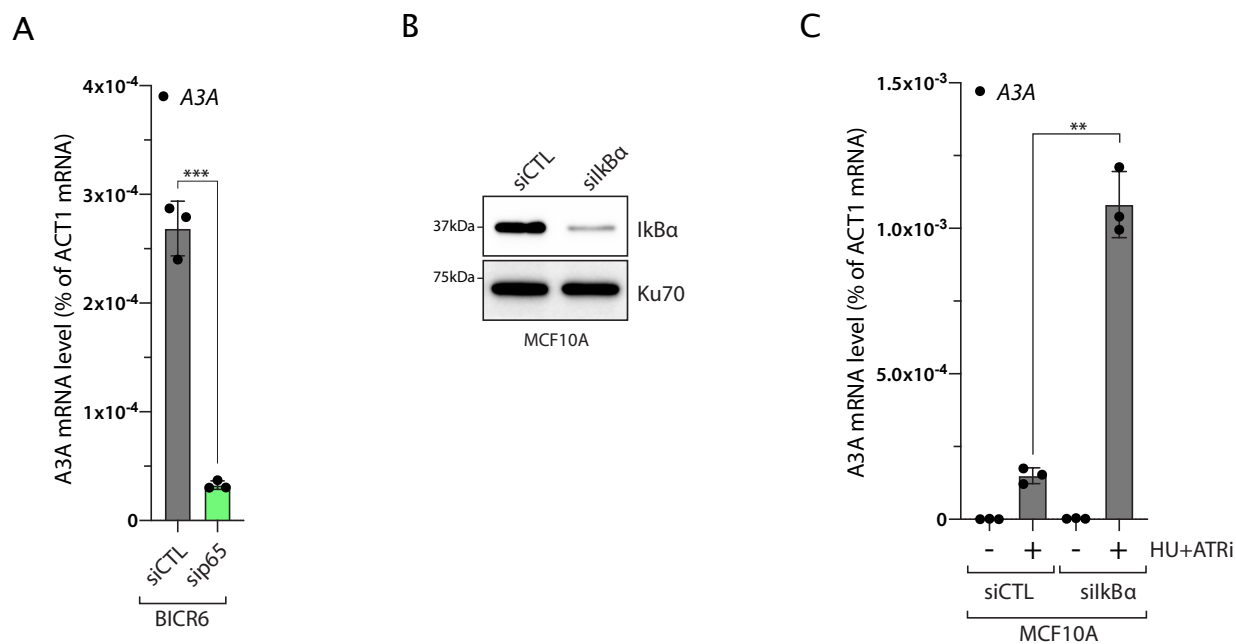 A
A3A mRNA level (% of ACT1 mRNA)
4x10-4
3x10-4
2x10-4
1x10-4
0
A3A
***
siCTL
sip65
BICR6
B
siCTL
siIkBα
37kDa
IkBα
75kDa
Ku70
MCF10A
C
A3A mRNA level (% of ACT1 mRNA)
1.5x10-3
1.0x10-3
5.0x10-4
0
A3A
**
- + - + HU+ATRi
siCTL siIkBα
MCF10A